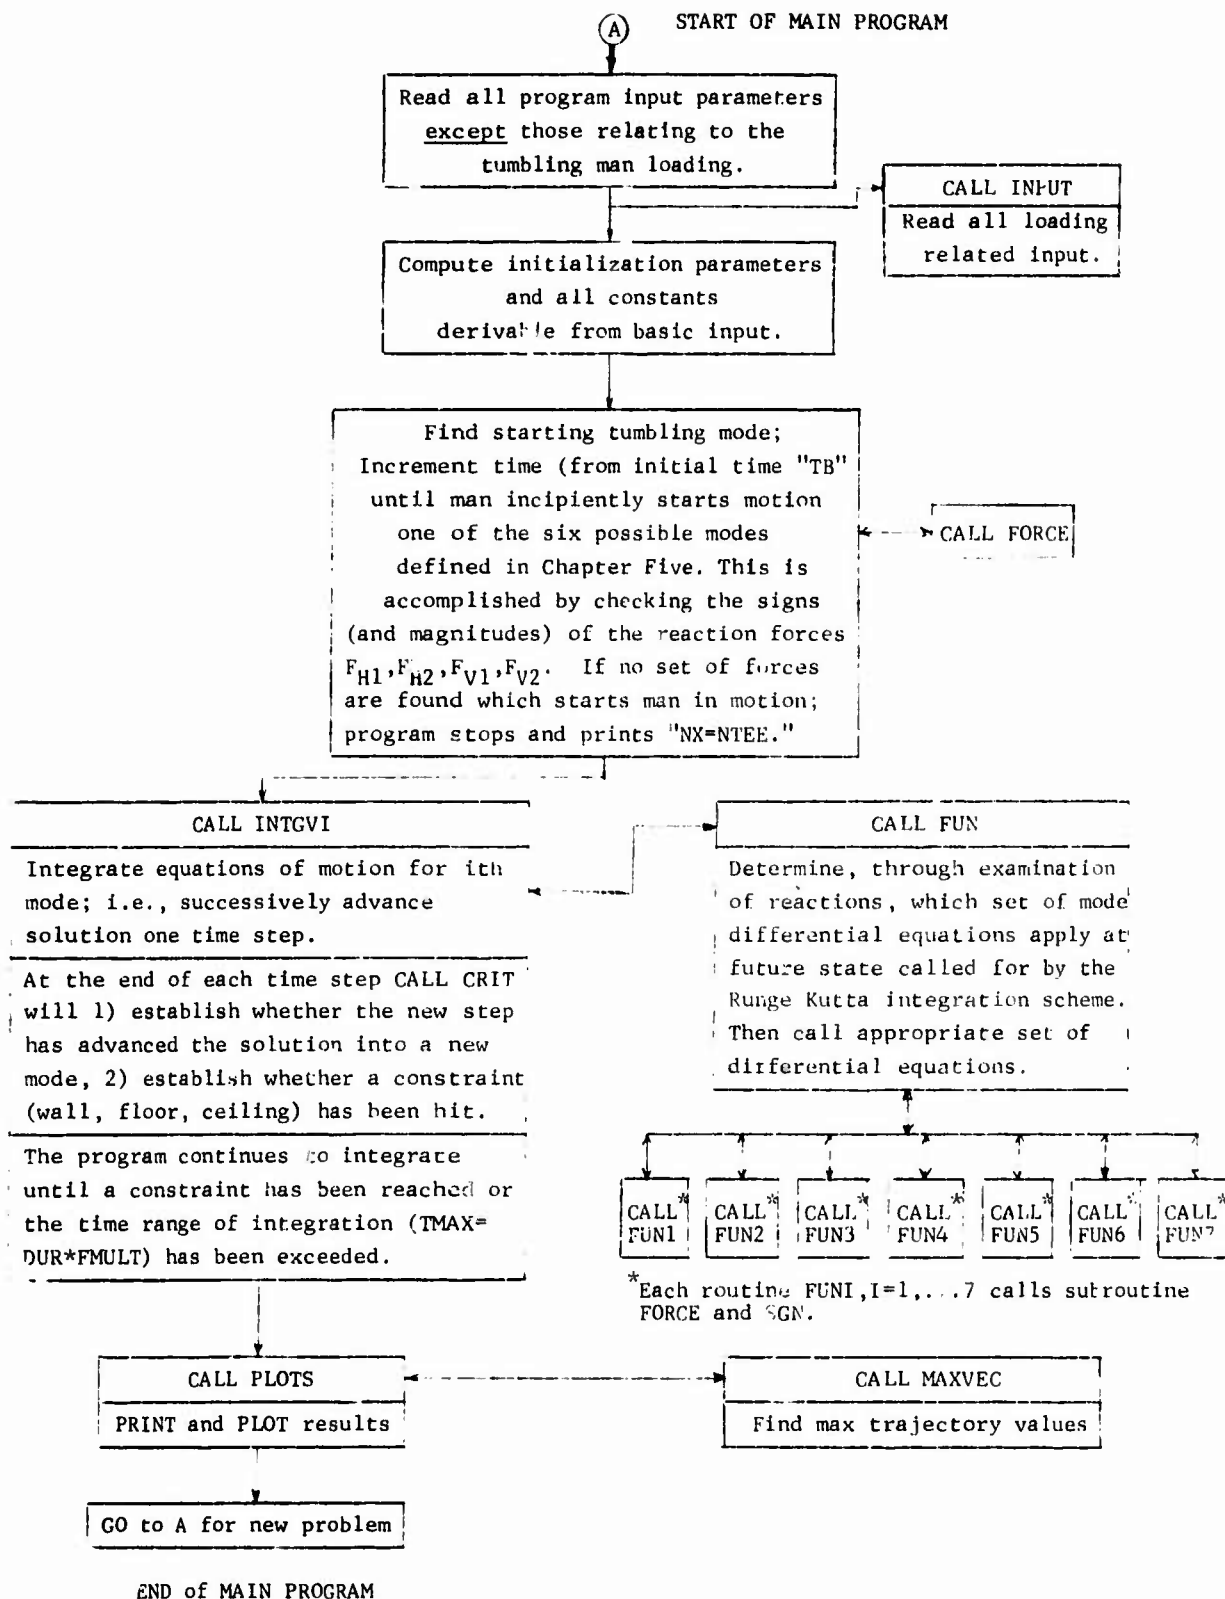 A START OF MAIN PROGRAM
Read all program input parameters
except those relating to the
tumbling man loading.
CALL INPUT
Read all loading
related input.
Compute initialization parameters
and all constants
derivable from basic input.
Find starting tumbling mode;
Increment time (from initial time "TB"
until man incipiently starts motion
one of the six possible modes
defined in Chapter Five. This is
accomplished by checking the signs
(and magnitudes) of the reaction forces
F_H1,F_H2,F_V1,F_V2. If no set of forces
are found which starts man in motion;
program stops and prints "NX=NTEE."
CALL FORCE
CALL INTGVI
Integrate equations of motion for ith
mode; i.e., successively advance
solution one time step.
At the end of each time step CALL CRIT
will 1) establish whether the new step
has advanced the solution into a new
mode, 2) establish whether a constraint
(wall, floor, ceiling) has been hit.
The program continues to integrate
until a constraint has been reached or
the time range of integration (TMAX=
DUR*FMULT) has been exceeded.
CALL FUN
Determine, through examination
of reactions, which set of mode
differential equations apply at
future state called for by the
Runge Kutta integration scheme.
Then call appropriate set of
differential equations.
CALL*
FUN1
CALL*
FUN2
CALL*
FUN3
CALL*
FUN4
CALL*
FUN5
CALL*
FUN6
CALL*
FUN7
*Each routine FUNI,I=1,...7 calls subroutine
FORCE and SGN.
CALL PLOTS
PRINT and PLOT results
CALL MAXVEC
Find max trajectory values
GO to A for new problem
END of MAIN PROGRAM